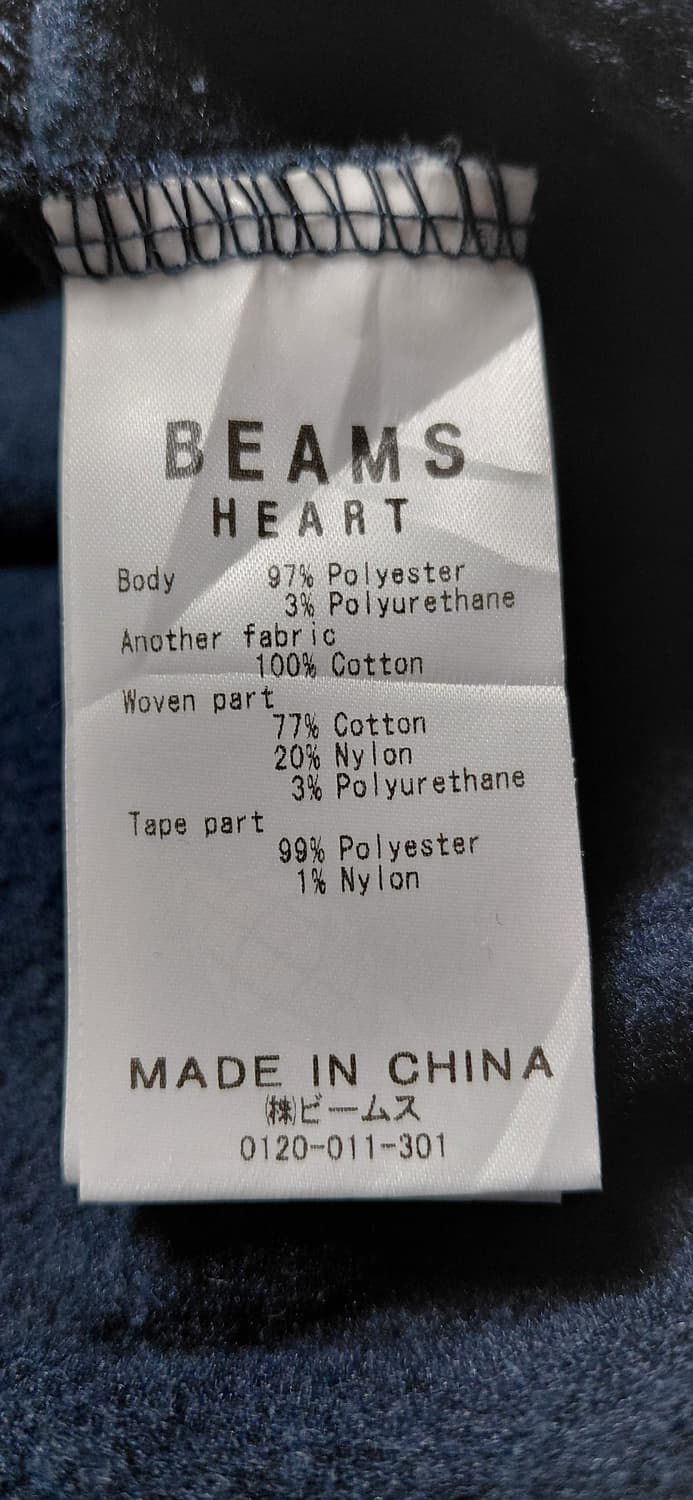 BEAMS
HEART
Body 97% Polyester
3% Polyurethane
Another fabric
100% Cotton
Woven part
77% Cotton
20% Nylon
3% Polyurethane
Tape part
99% Polyester
1% Nylon
MADE IN CHINA
㈱ビームス
0120-011-301